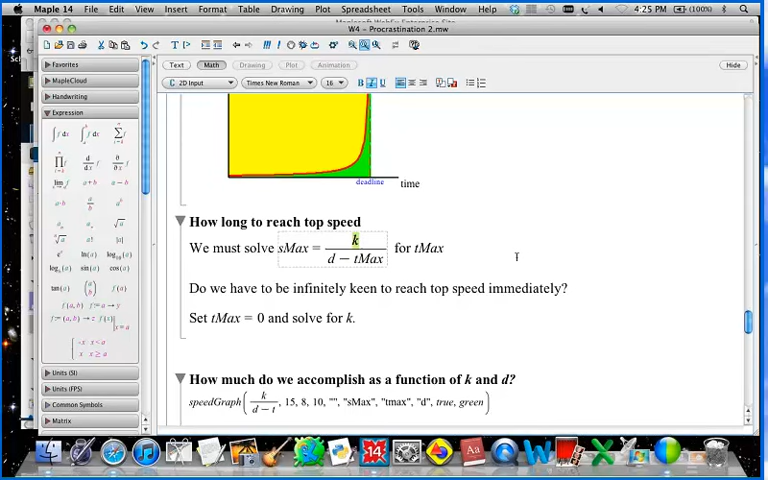 Maple 14 File Edit View Insert Format Table Drawing Plot Spreadsheet Tools Window Help 4:25 PM (100%)
W4 - Procrastination 2.mw
Text Math Drawing Plot Animation Hide
C 2D Input Times New Roman 16 B I U
Favorites
MapleCloud
Handwriting
Expression
Units (SI)
Units (FPS)
Common Symbols
Matrix
deadline
time
How long to reach top speed
We must solve sMax = k / (d − tMax) for tMax
Do we have to be infinitely keen to reach top speed immediately?
Set tMax = 0 and solve for k.
How much do we accomplish as a function of k and d?
speedGraph( k / (d − t), 15, 8, 10, "", "sMax", "tmax", "d", true, green)